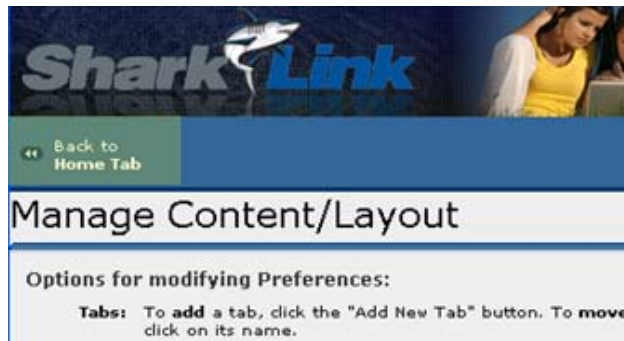 Shark Link
Back to
Home Tab
Manage Content/Layout
Options for modifying Preferences:
Tabs: To add a tab, click the "Add New Tab" button. To move
click on its name.